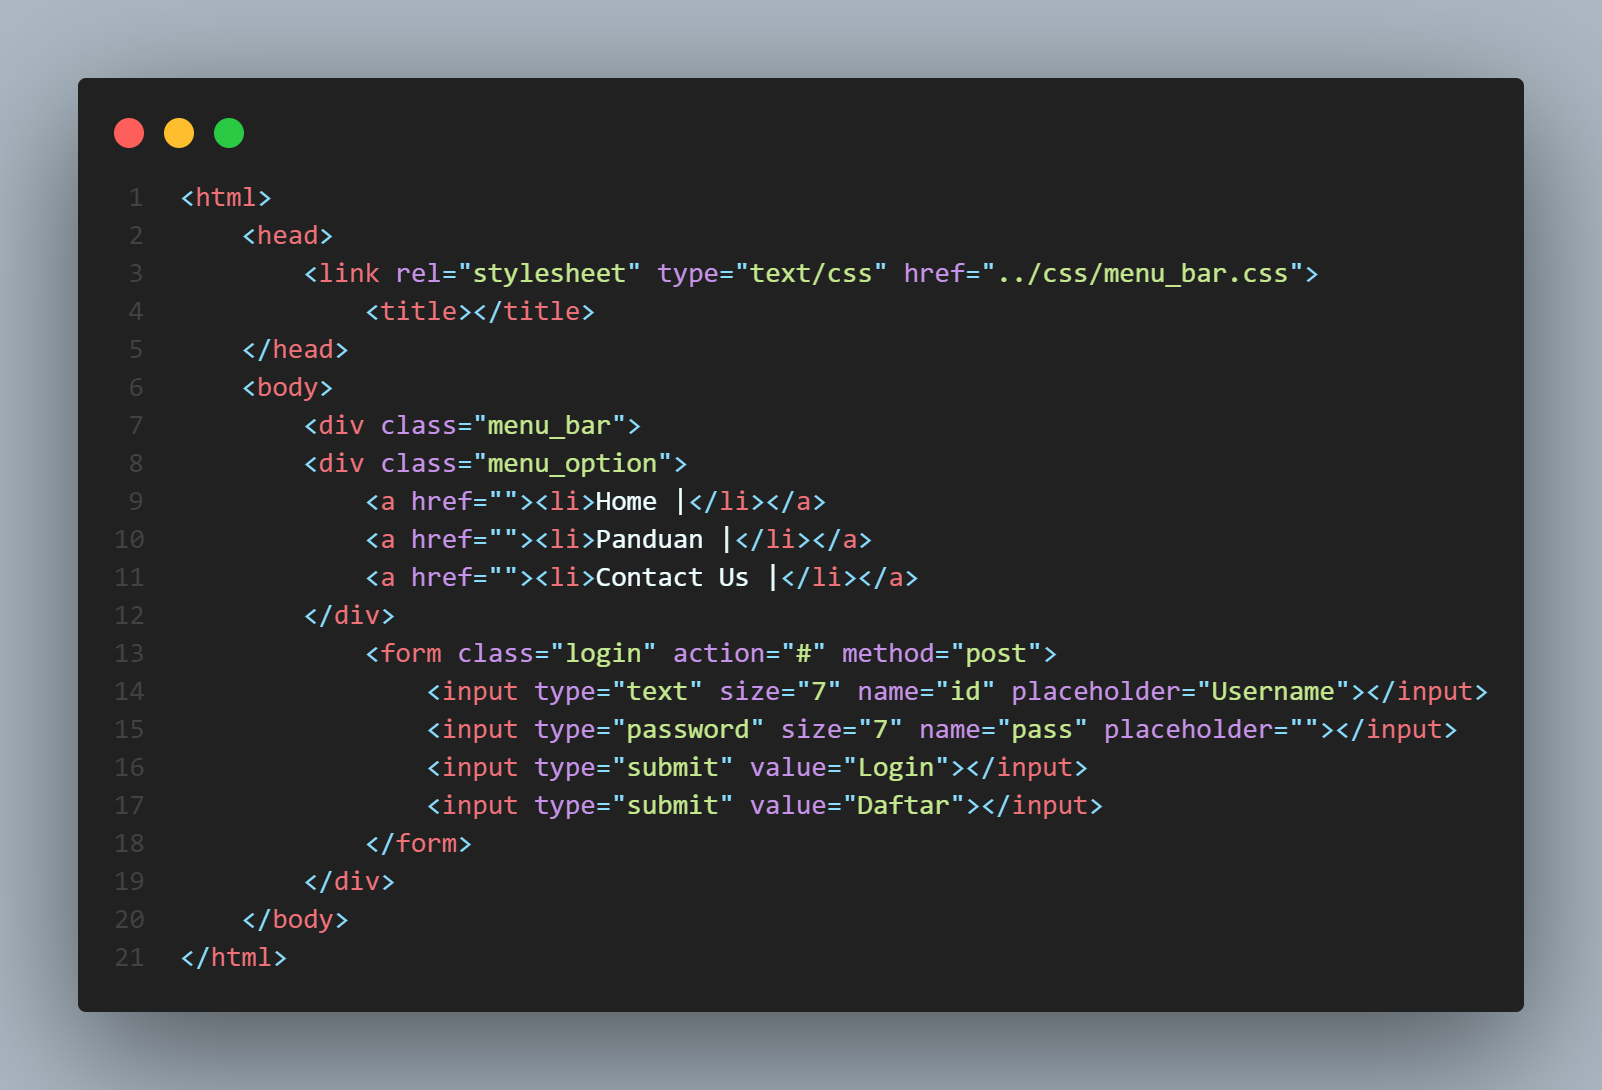 1 <html>
2     <head>
3         <link rel="stylesheet" type="text/css" href="../css/menu_bar.css">
4             <title></title>
5     </head>
6     <body>
7         <div class="menu_bar">
8         <div class="menu_option">
9             <a href=""><li>Home |</li></a>
10             <a href=""><li>Panduan |</li></a>
11             <a href=""><li>Contact Us |</li></a>
12         </div>
13             <form class="login" action="#" method="post">
14                 <input type="text" size="7" name="id" placeholder="Username"></input>
15                 <input type="password" size="7" name="pass" placeholder=""></input>
16                 <input type="submit" value="Login"></input>
17                 <input type="submit" value="Daftar"></input>
18             </form>
19         </div>
20     </body>
21 </html>